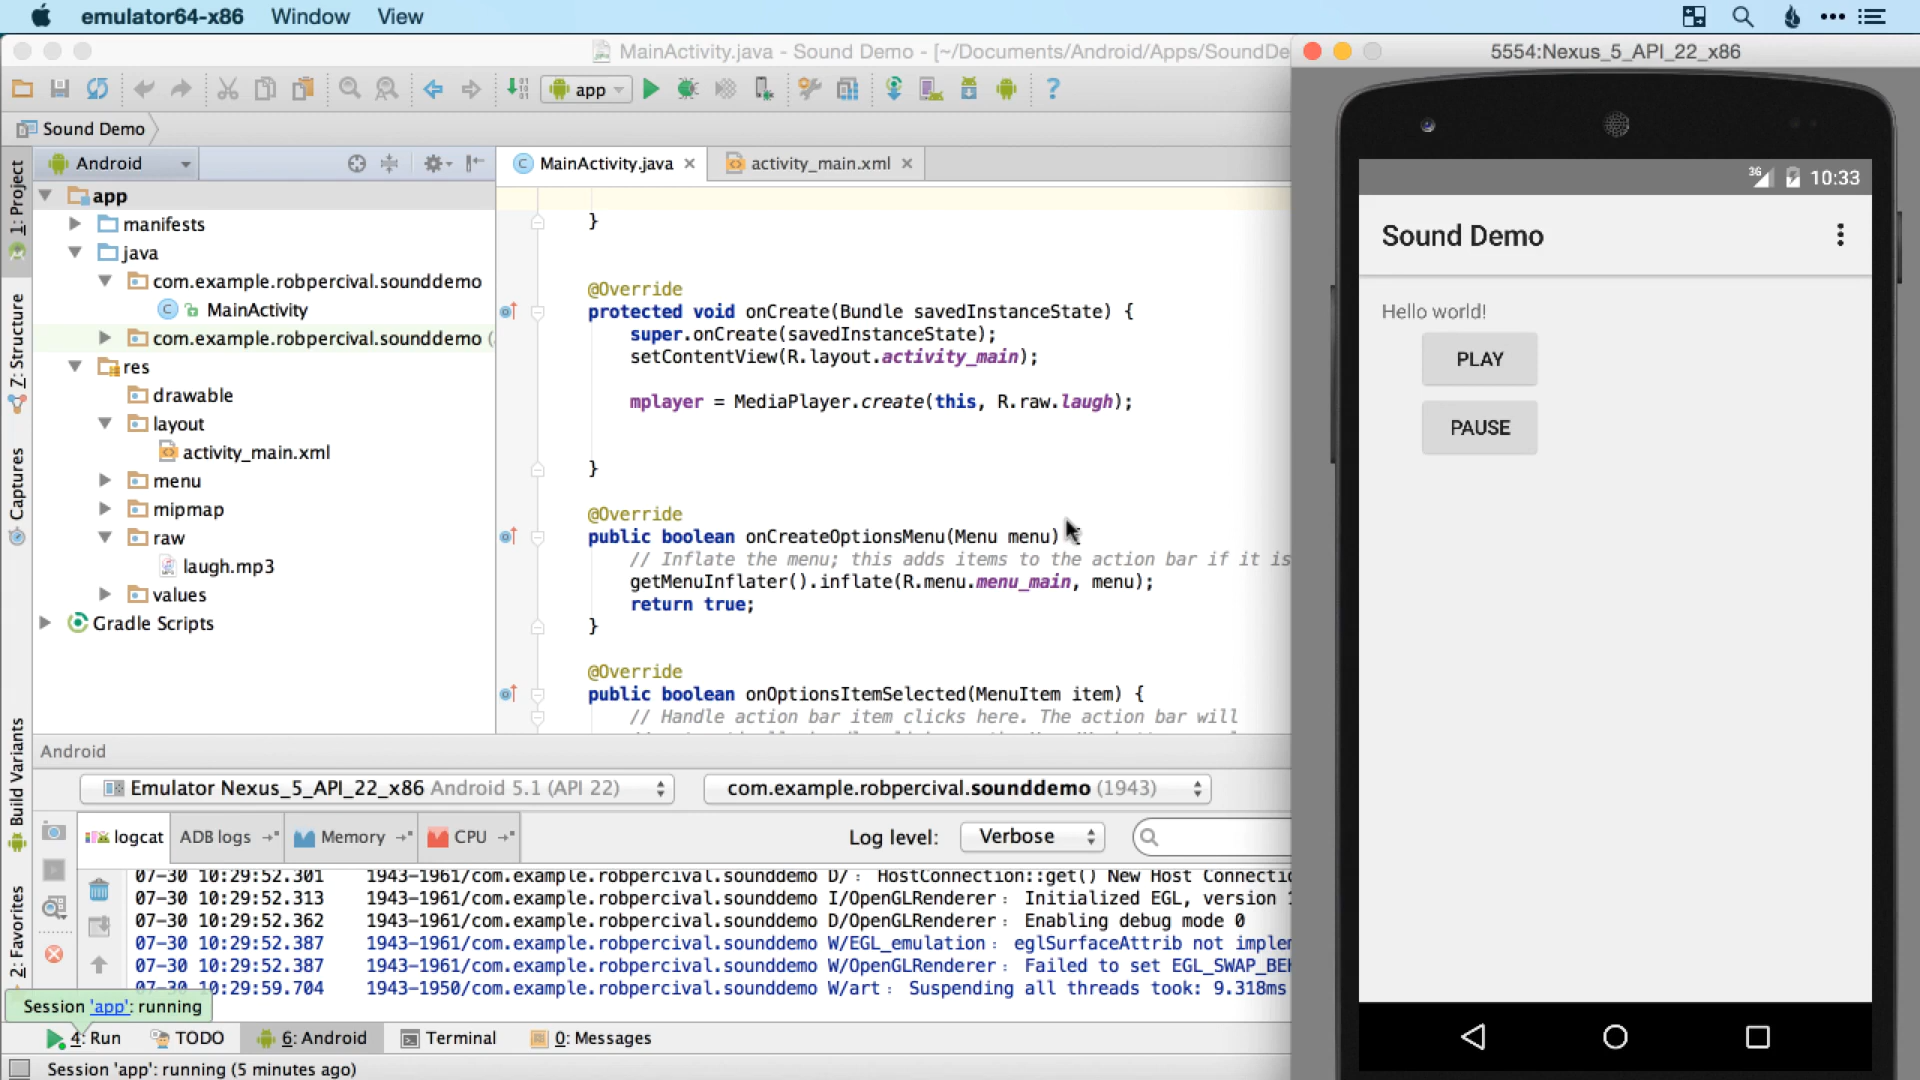 emulator64-x86 Window View
MainActivity.java - Sound Demo - [~/Documents/Android/Apps/SoundDe
5554:Nexus_5_API_22_x86
app
Sound Demo
Android
MainActivity.java
activity_main.xml
1: Project
Z: Structure
Captures
Build Variants
2: Favorites
app
manifests
java
com.example.robpercival.sounddemo
MainActivity
com.example.robpercival.sounddemo (
res
drawable
layout
activity_main.xml
menu
mipmap
raw
laugh.mp3
values
Gradle Scripts
}
@Override
protected void onCreate(Bundle savedInstanceState) {
super.onCreate(savedInstanceState);
setContentView(R.layout.activity_main);
mplayer = MediaPlayer.create(this, R.raw.laugh);
}
@Override
public boolean onCreateOptionsMenu(Menu menu) {
// Inflate the menu; this adds items to the action bar if it is
getMenuInflater().inflate(R.menu.menu_main, menu);
return true;
}
@Override
public boolean onOptionsItemSelected(MenuItem item) {
// Handle action bar item clicks here. The action bar will
3G 10:33
Sound Demo
Hello world!
PLAY
PAUSE
Android
Emulator Nexus_5_API_22_x86 Android 5.1 (API 22)
com.example.robpercival.sounddemo (1943)
logcat
ADB logs
Memory
CPU
Log level:
Verbose
07-30 10:29:52.301 1943-1961/com.example.robpercival.sounddemo D/﹕ HostConnection::get() New Host Connectio
07-30 10:29:52.313 1943-1961/com.example.robpercival.sounddemo I/OpenGLRenderer﹕ Initialized EGL, version 1
07-30 10:29:52.362 1943-1961/com.example.robpercival.sounddemo D/OpenGLRenderer﹕ Enabling debug mode 0
07-30 10:29:52.387 1943-1961/com.example.robpercival.sounddemo W/EGL_emulation﹕ eglSurfaceAttrib not implem
07-30 10:29:52.387 1943-1961/com.example.robpercival.sounddemo W/OpenGLRenderer﹕ Failed to set EGL_SWAP_BEH
07-30 10:29:59.704 1943-1950/com.example.robpercival.sounddemo W/art﹕ Suspending all threads took: 9.318ms
Session 'app': running
4: Run
TODO
6: Android
Terminal
0: Messages
Session 'app': running (5 minutes ago)